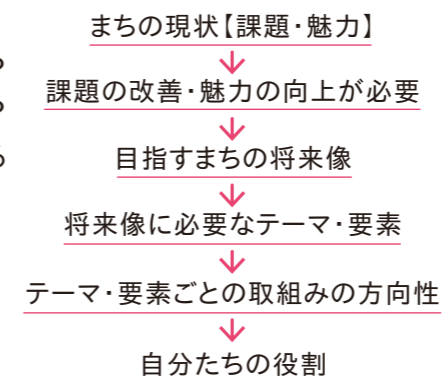 まちの現状【課題・魅力】
課題の改善・魅力の向上が必要
目指すまちの将来像
将来像に必要なテーマ・要素
テーマ・要素ごとの取組みの方向性
自分たちの役割